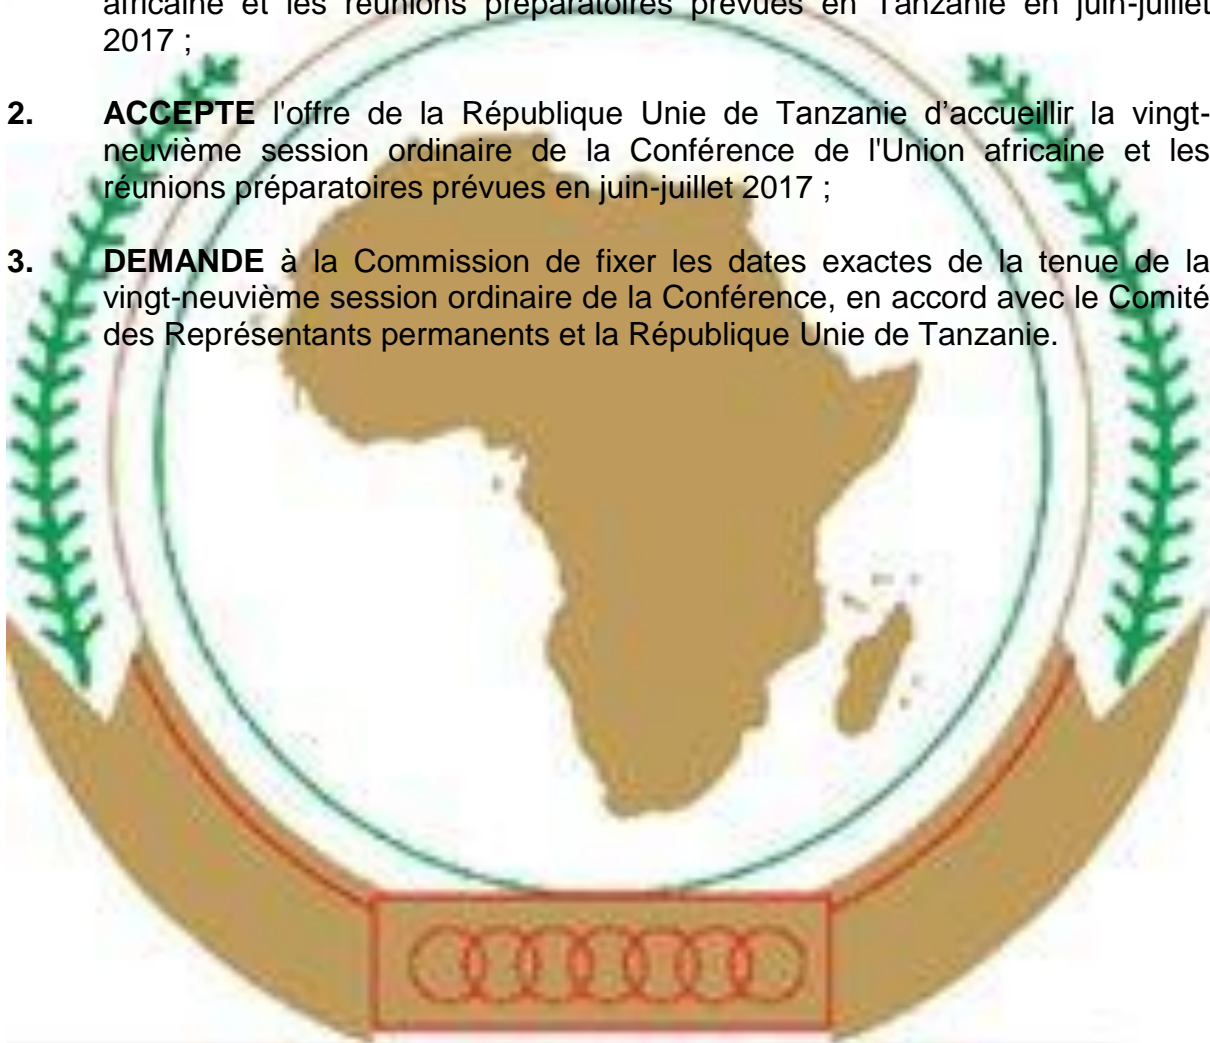 africaine et les réunions préparatoires prévues en Tanzanie en juin-juillet
2017 ;
2. ACCEPTE l'offre de la République Unie de Tanzanie d’accueillir la vingt-
neuvième session ordinaire de la Conférence de l'Union africaine et les
réunions préparatoires prévues en juin-juillet 2017 ;
3. DEMANDE à la Commission de fixer les dates exactes de la tenue de la
vingt-neuvième session ordinaire de la Conférence, en accord avec le Comité
des Représentants permanents et la République Unie de Tanzanie.